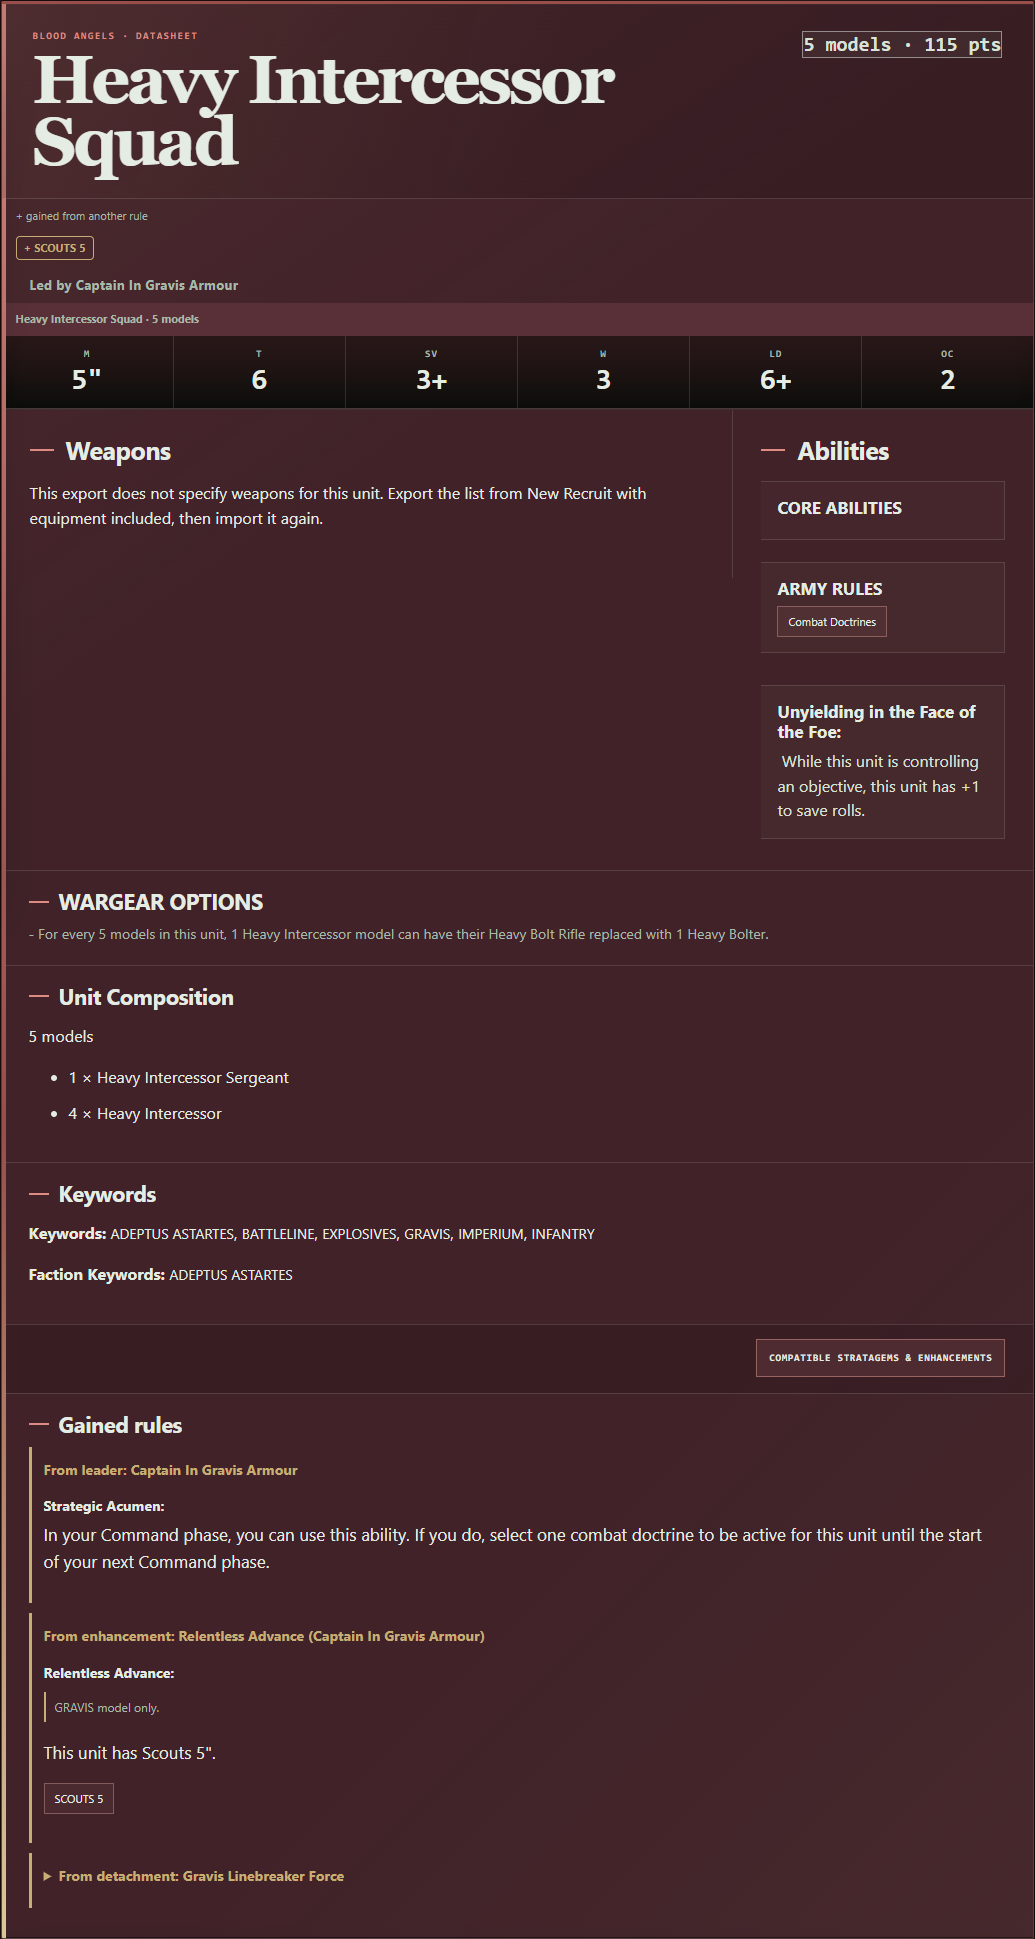 BLOOD ANGELS · DATASHEET
Heavy Intercessor
Squad
5 models · 115 pts
+ gained from another rule
+ SCOUTS 5
Led by Captain In Gravis Armour
Heavy Intercessor Squad · 5 models
M
5"
T
6
SV
3+
W
3
LD
6+
OC
2
Weapons
This export does not specify weapons for this unit. Export the list from New Recruit with
equipment included, then import it again.
Abilities
CORE ABILITIES
ARMY RULES
Combat Doctrines
Unyielding in the Face of
the Foe:
While this unit is controlling
an objective, this unit has +1
to save rolls.
WARGEAR OPTIONS
- For every 5 models in this unit, 1 Heavy Intercessor model can have their Heavy Bolt Rifle replaced with 1 Heavy Bolter.
Unit Composition
5 models
• 1 × Heavy Intercessor Sergeant
• 4 × Heavy Intercessor
Keywords
Keywords: ADEPTUS ASTARTES, BATTLELINE, EXPLOSIVES, GRAVIS, IMPERIUM, INFANTRY
Faction Keywords: ADEPTUS ASTARTES
COMPATIBLE STRATAGEMS & ENHANCEMENTS
Gained rules
From leader: Captain In Gravis Armour
Strategic Acumen:
In your Command phase, you can use this ability. If you do, select one combat doctrine to be active for this unit until the start
of your next Command phase.
From enhancement: Relentless Advance (Captain In Gravis Armour)
Relentless Advance:
GRAVIS model only.
This unit has Scouts 5".
SCOUTS 5
▶ From detachment: Gravis Linebreaker Force